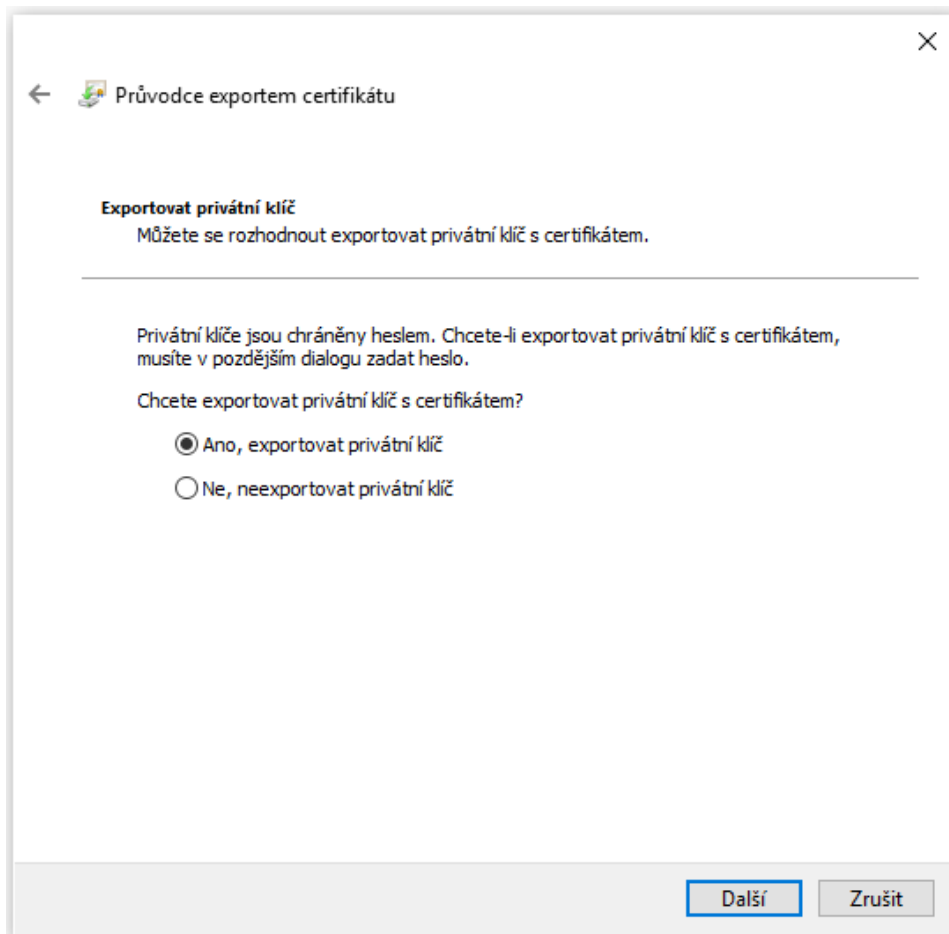 Průvodce exportem certifikátu
Exportovat privátní klíč
Můžete se rozhodnout exportovat privátní klíč s certifikátem.
Privátní klíče jsou chráněny heslem. Chcete-li exportovat privátní klíč s certifikátem,
musíte v pozdějším dialogu zadat heslo.
Chcete exportovat privátní klíč s certifikátem?
Ano, exportovat privátní klíč
Ne, neexportovat privátní klíč
Další
Zrušit